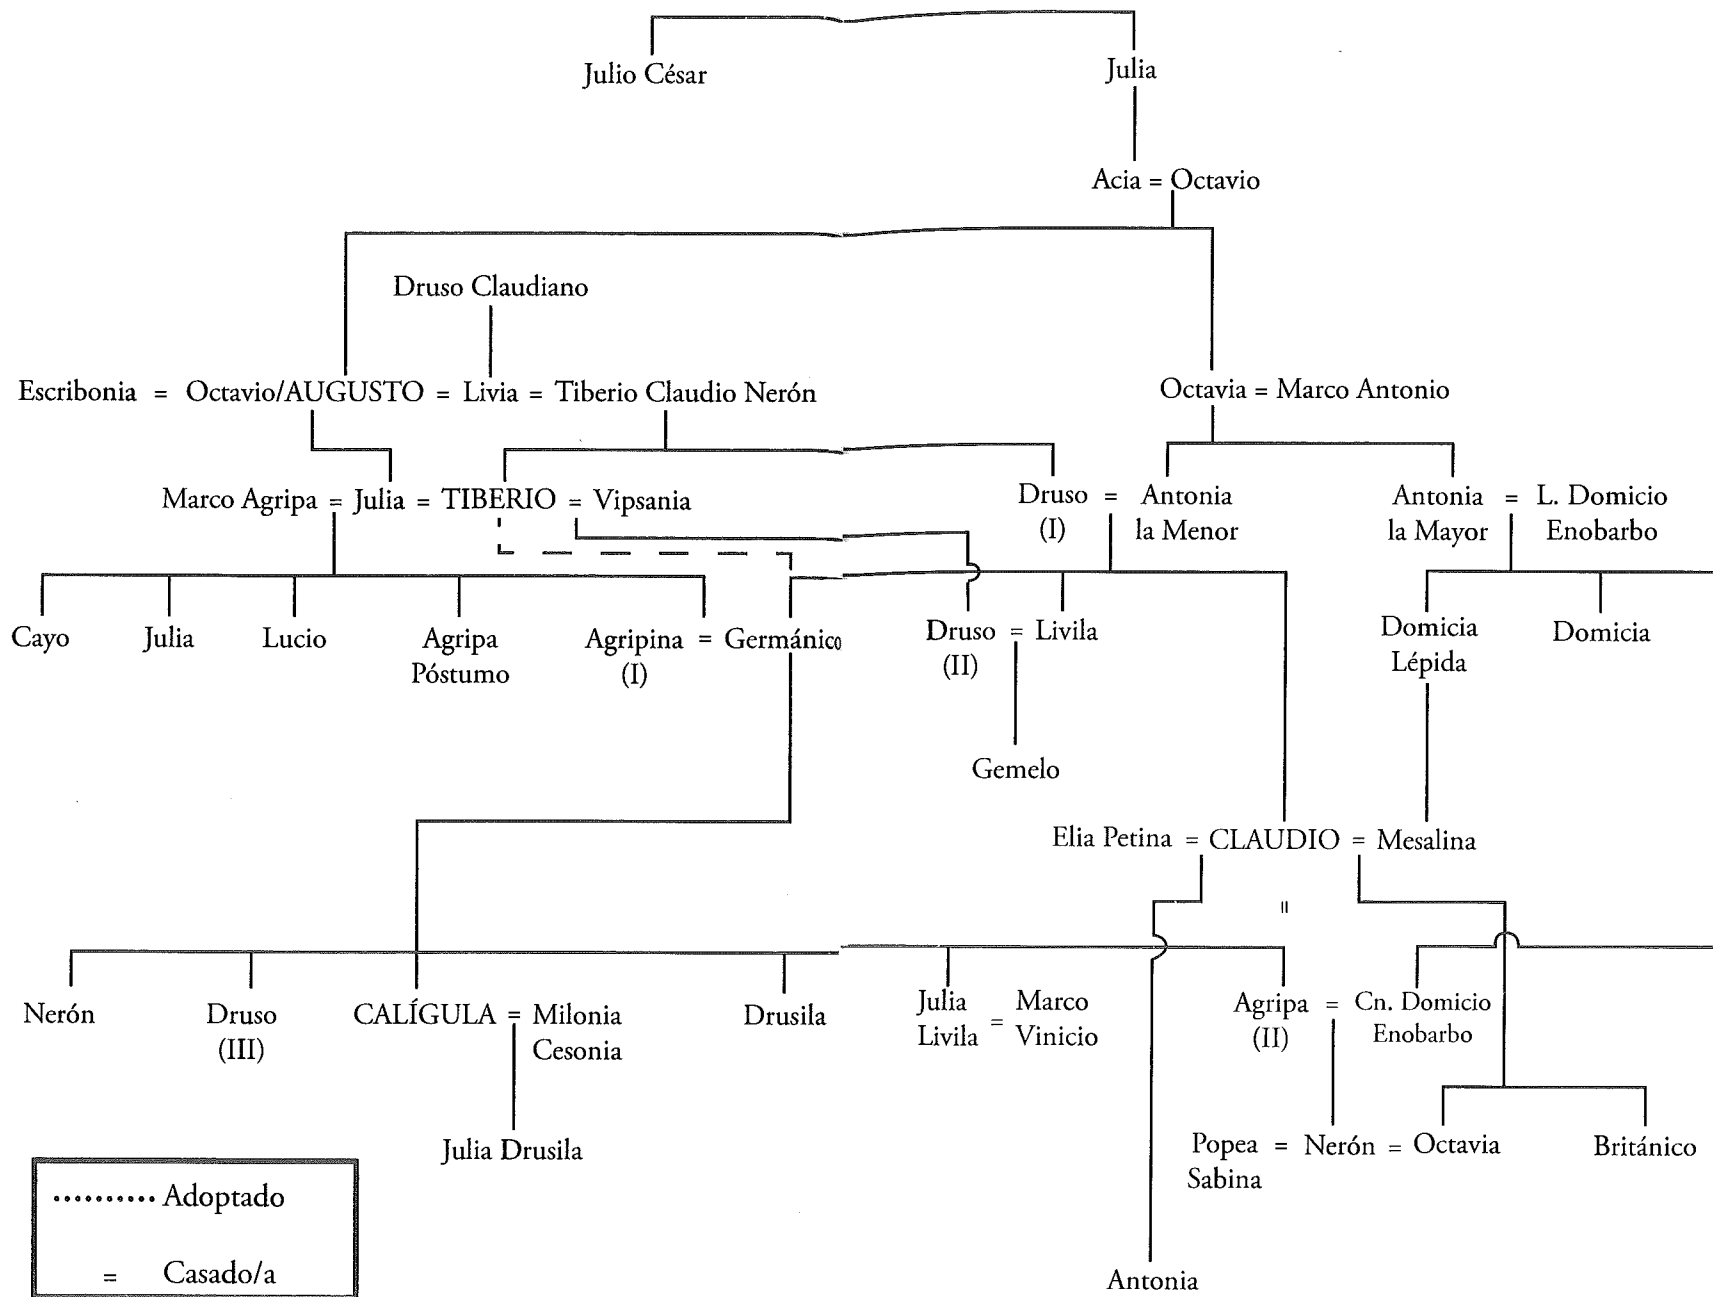 Julio César
Julia
Acia = Octavio
Druso Claudiano
Escribonia = Octavio/AUGUSTO = Livia = Tiberio Claudio Nerón
Octavia = Marco Antonio
Marco Agripa = Julia = TIBERIO = Vipsania
Druso = Antonia
(I) la Menor
Antonia = L. Domicio
la Mayor Enobarbo
Cayo
Julia
Lucio
Agripa
Póstumo
Agripina = Germánico
(I)
Druso = Livila
(II)
Domicia
Lépida
Domicia
Gemelo
Elia Petina = CLAUDIO = Mesalina
=
Nerón
Druso
(III)
CALÍGULA = Milonia
Cesonia
Drusila
Julia Marco
Livila = Vinicio
Agripa = Cn. Domicio
(II) Enobarbo
Julia Drusila
Popea = Nerón = Octavia
Sabina
Británico
.......... Adoptado
= Casado/a
Antonia